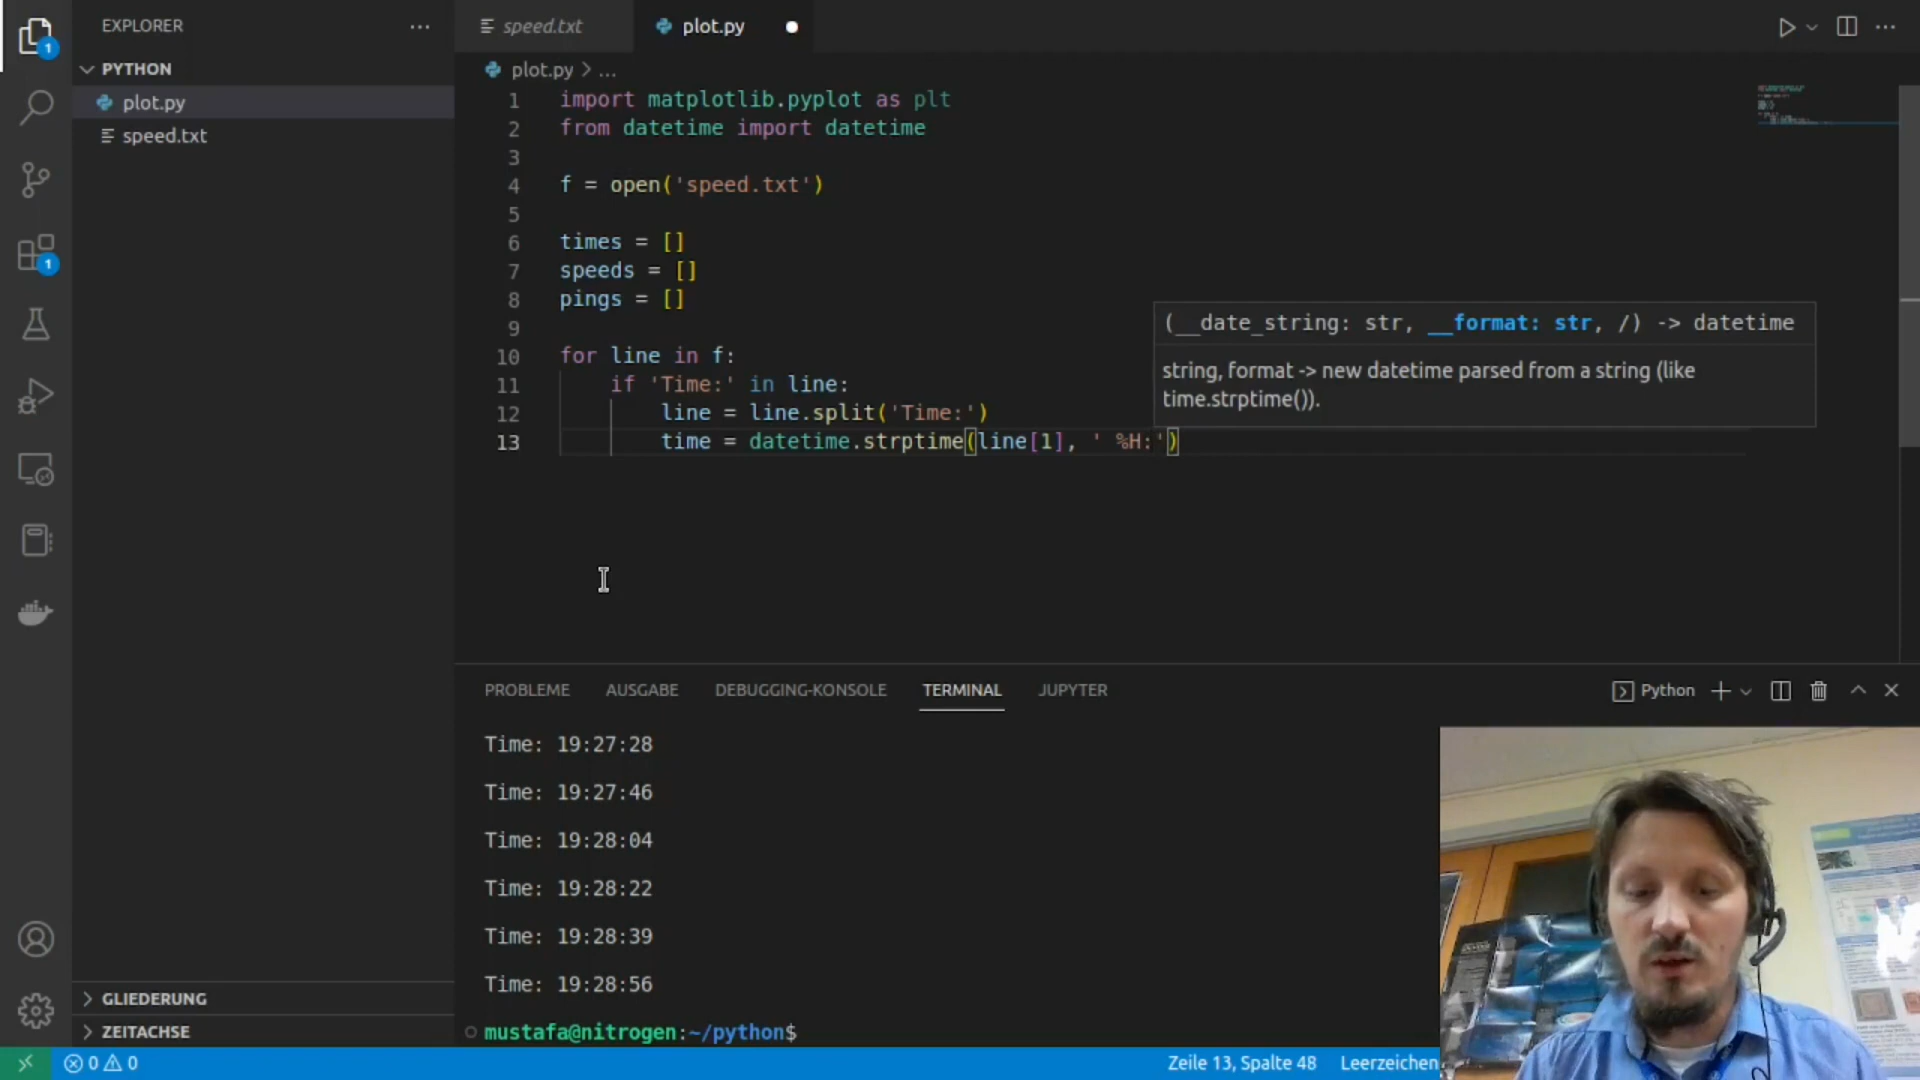 EXPLORER
speed.txt
plot.py
PYTHON
plot.py > ...
plot.py
speed.txt
1 import matplotlib.pyplot as plt
2 from datetime import datetime
3
4 f = open('speed.txt')
5
6 times = []
7 speeds = []
8 pings = []
9
10 for line in f:
11 if 'Time:' in line:
12 line = line.split('Time:')
13 time = datetime.strptime(line[1], ' %H:')
(__date_string: str, __format: str, /) -> datetime
string, format -> new datetime parsed from a string (like
time.strptime()).
1
1
PROBLEME AUSGABE DEBUGGING-KONSOLE TERMINAL JUPYTER
Python
Time: 19:27:28
Time: 19:27:46
Time: 19:28:04
Time: 19:28:22
Time: 19:28:39
Time: 19:28:56
mustafa@nitrogen:~/python$
GLIEDERUNG
ZEITACHSE
0 0
Zeile 13, Spalte 48 Leerzeichen